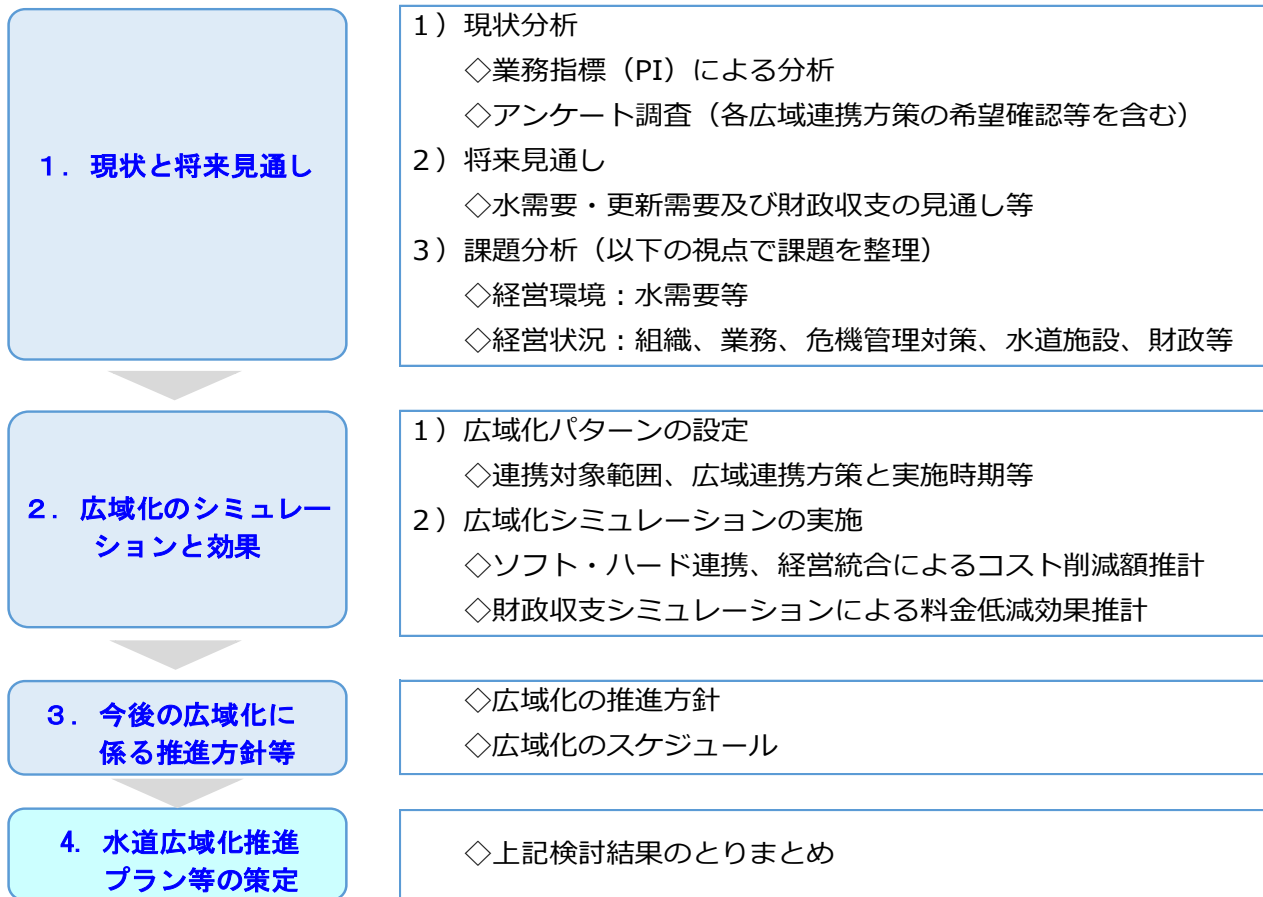 １．現状と将来見通し
１）現状分析
◇業務指標（PI）による分析
◇アンケート調査（各広域連携方策の希望確認等を含む）
２）将来見通し
◇水需要・更新需要及び財政収支の見通し等
３）課題分析（以下の視点で課題を整理）
◇経営環境：水需要等
◇経営状況：組織、業務、危機管理対策、水道施設、財政等
２．広域化のシミュレー
ションと効果
１）広域化パターンの設定
◇連携対象範囲、広域連携方策と実施時期等
２）広域化シミュレーションの実施
◇ソフト・ハード連携、経営統合によるコスト削減額推計
◇財政収支シミュレーションによる料金低減効果推計
３．今後の広域化に
係る推進方針等
◇広域化の推進方針
◇広域化のスケジュール
4．水道広域化推進
プラン等の策定
◇上記検討結果のとりまとめ